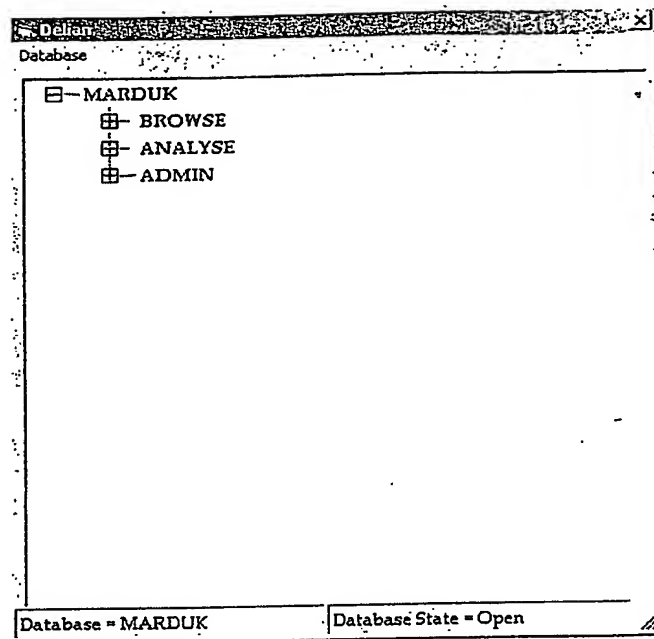 Delian
Database
MARDUK
BROWSE
ANALYSE
ADMIN
Database = MARDUK
Database State = Open